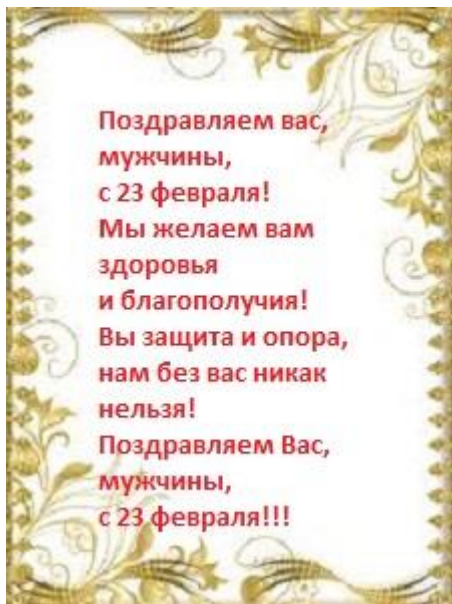 Поздравляем вас,
мужчины,
с 23 февраля!
Мы желаем вам
здоровья
и благополучия!
Вы защита и опора,
нам без вас никак
нельзя!
Поздравляем Вас,
мужчины,
с 23 февраля!!!